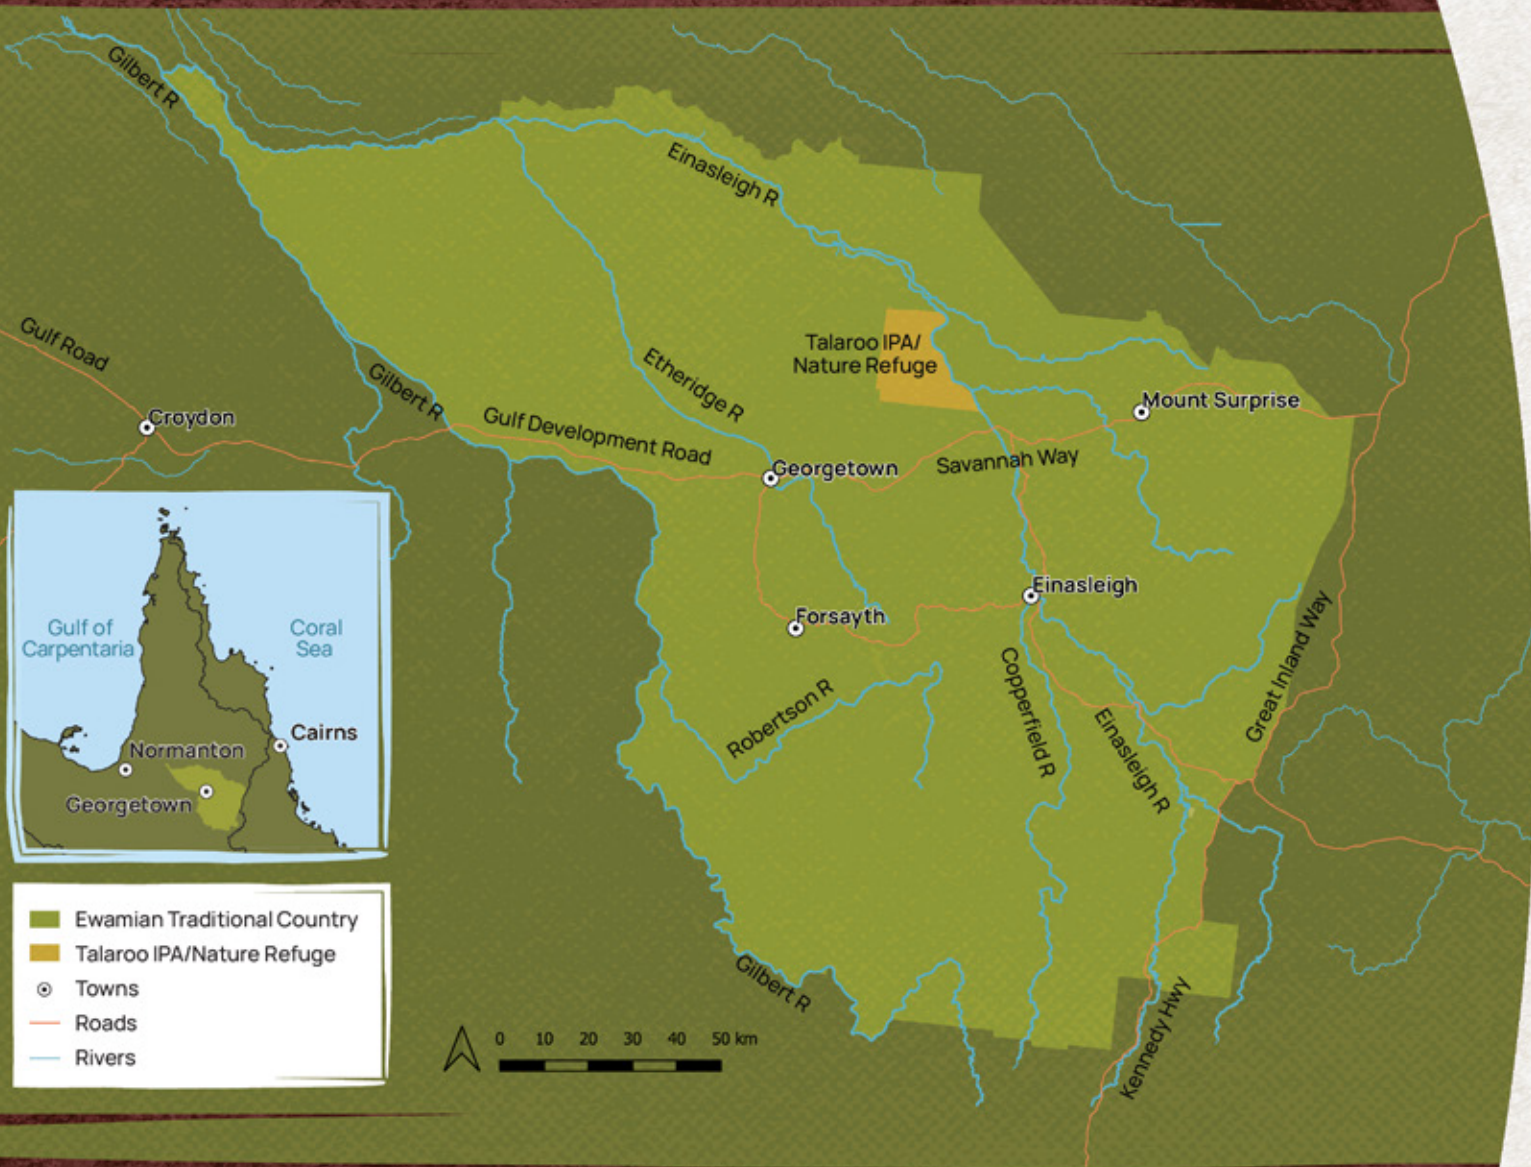 Gilbert R
Einasleigh R
Gulf Road
Talaroo IPA/
Nature Refuge
Etheridge R
Gilbert R
Croydon
Mount Surprise
Gulf Development Road
Georgetown
Savannah Way
Einasleigh
Forsayth
Great Inland Way
Copperfield R
Robertson R
Einasleigh R
Gilbert R
Kennedy Hwy
Gulf of
Carpentaria
Coral
Sea
Cairns
Normanton
Georgetown
Ewamian Traditional Country
Talaroo IPA/Nature Refuge
Towns
Roads
Rivers
0 10 20 30 40 50 km